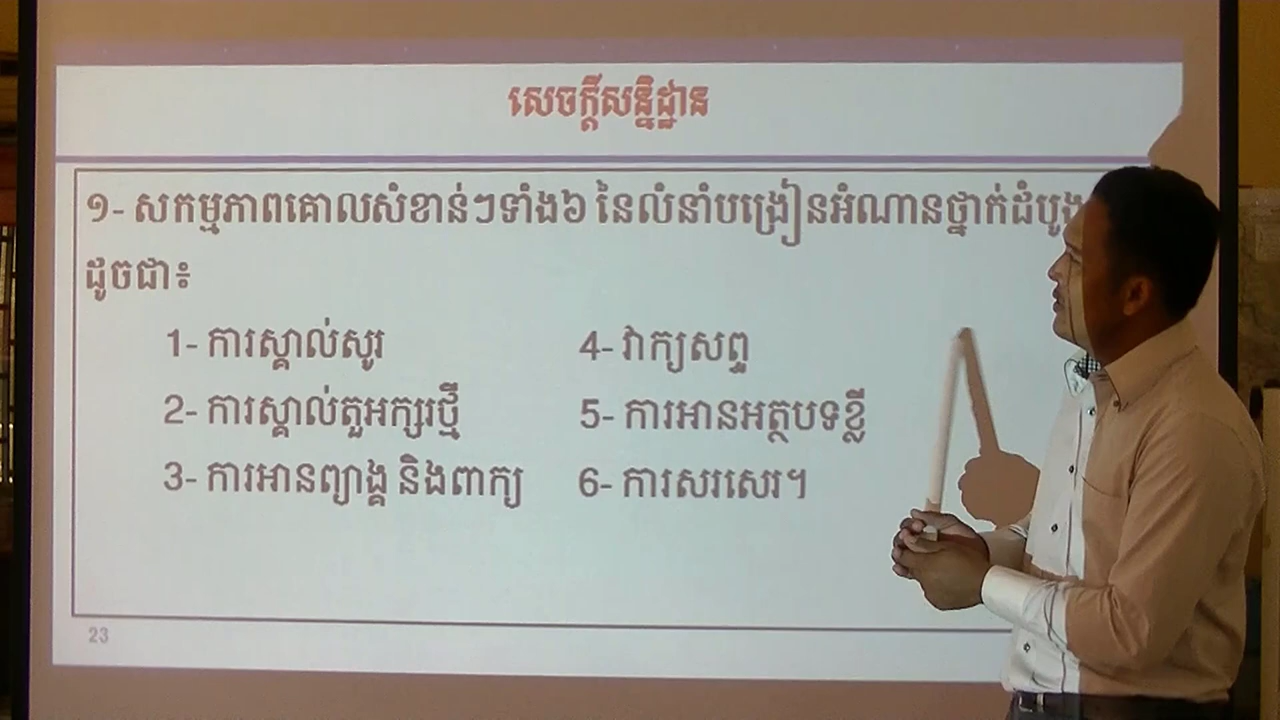 សេចក្តីសន្និដ្ឋាន
១- សកម្មភាពគោលសំខាន់ៗទាំង៦ នៃលំនាំបង្រៀនអំណានថ្នាក់ដំបូង
ដូចជា៖
1- ការស្គាល់សូរ
2- ការស្គាល់តួអក្សរថ្មី
3- ការអានព្យាង្គ និងពាក្យ
4- វាក្យសព្ទ
5- ការអានអត្ថបទខ្លី
6- ការសរសេរ។
23